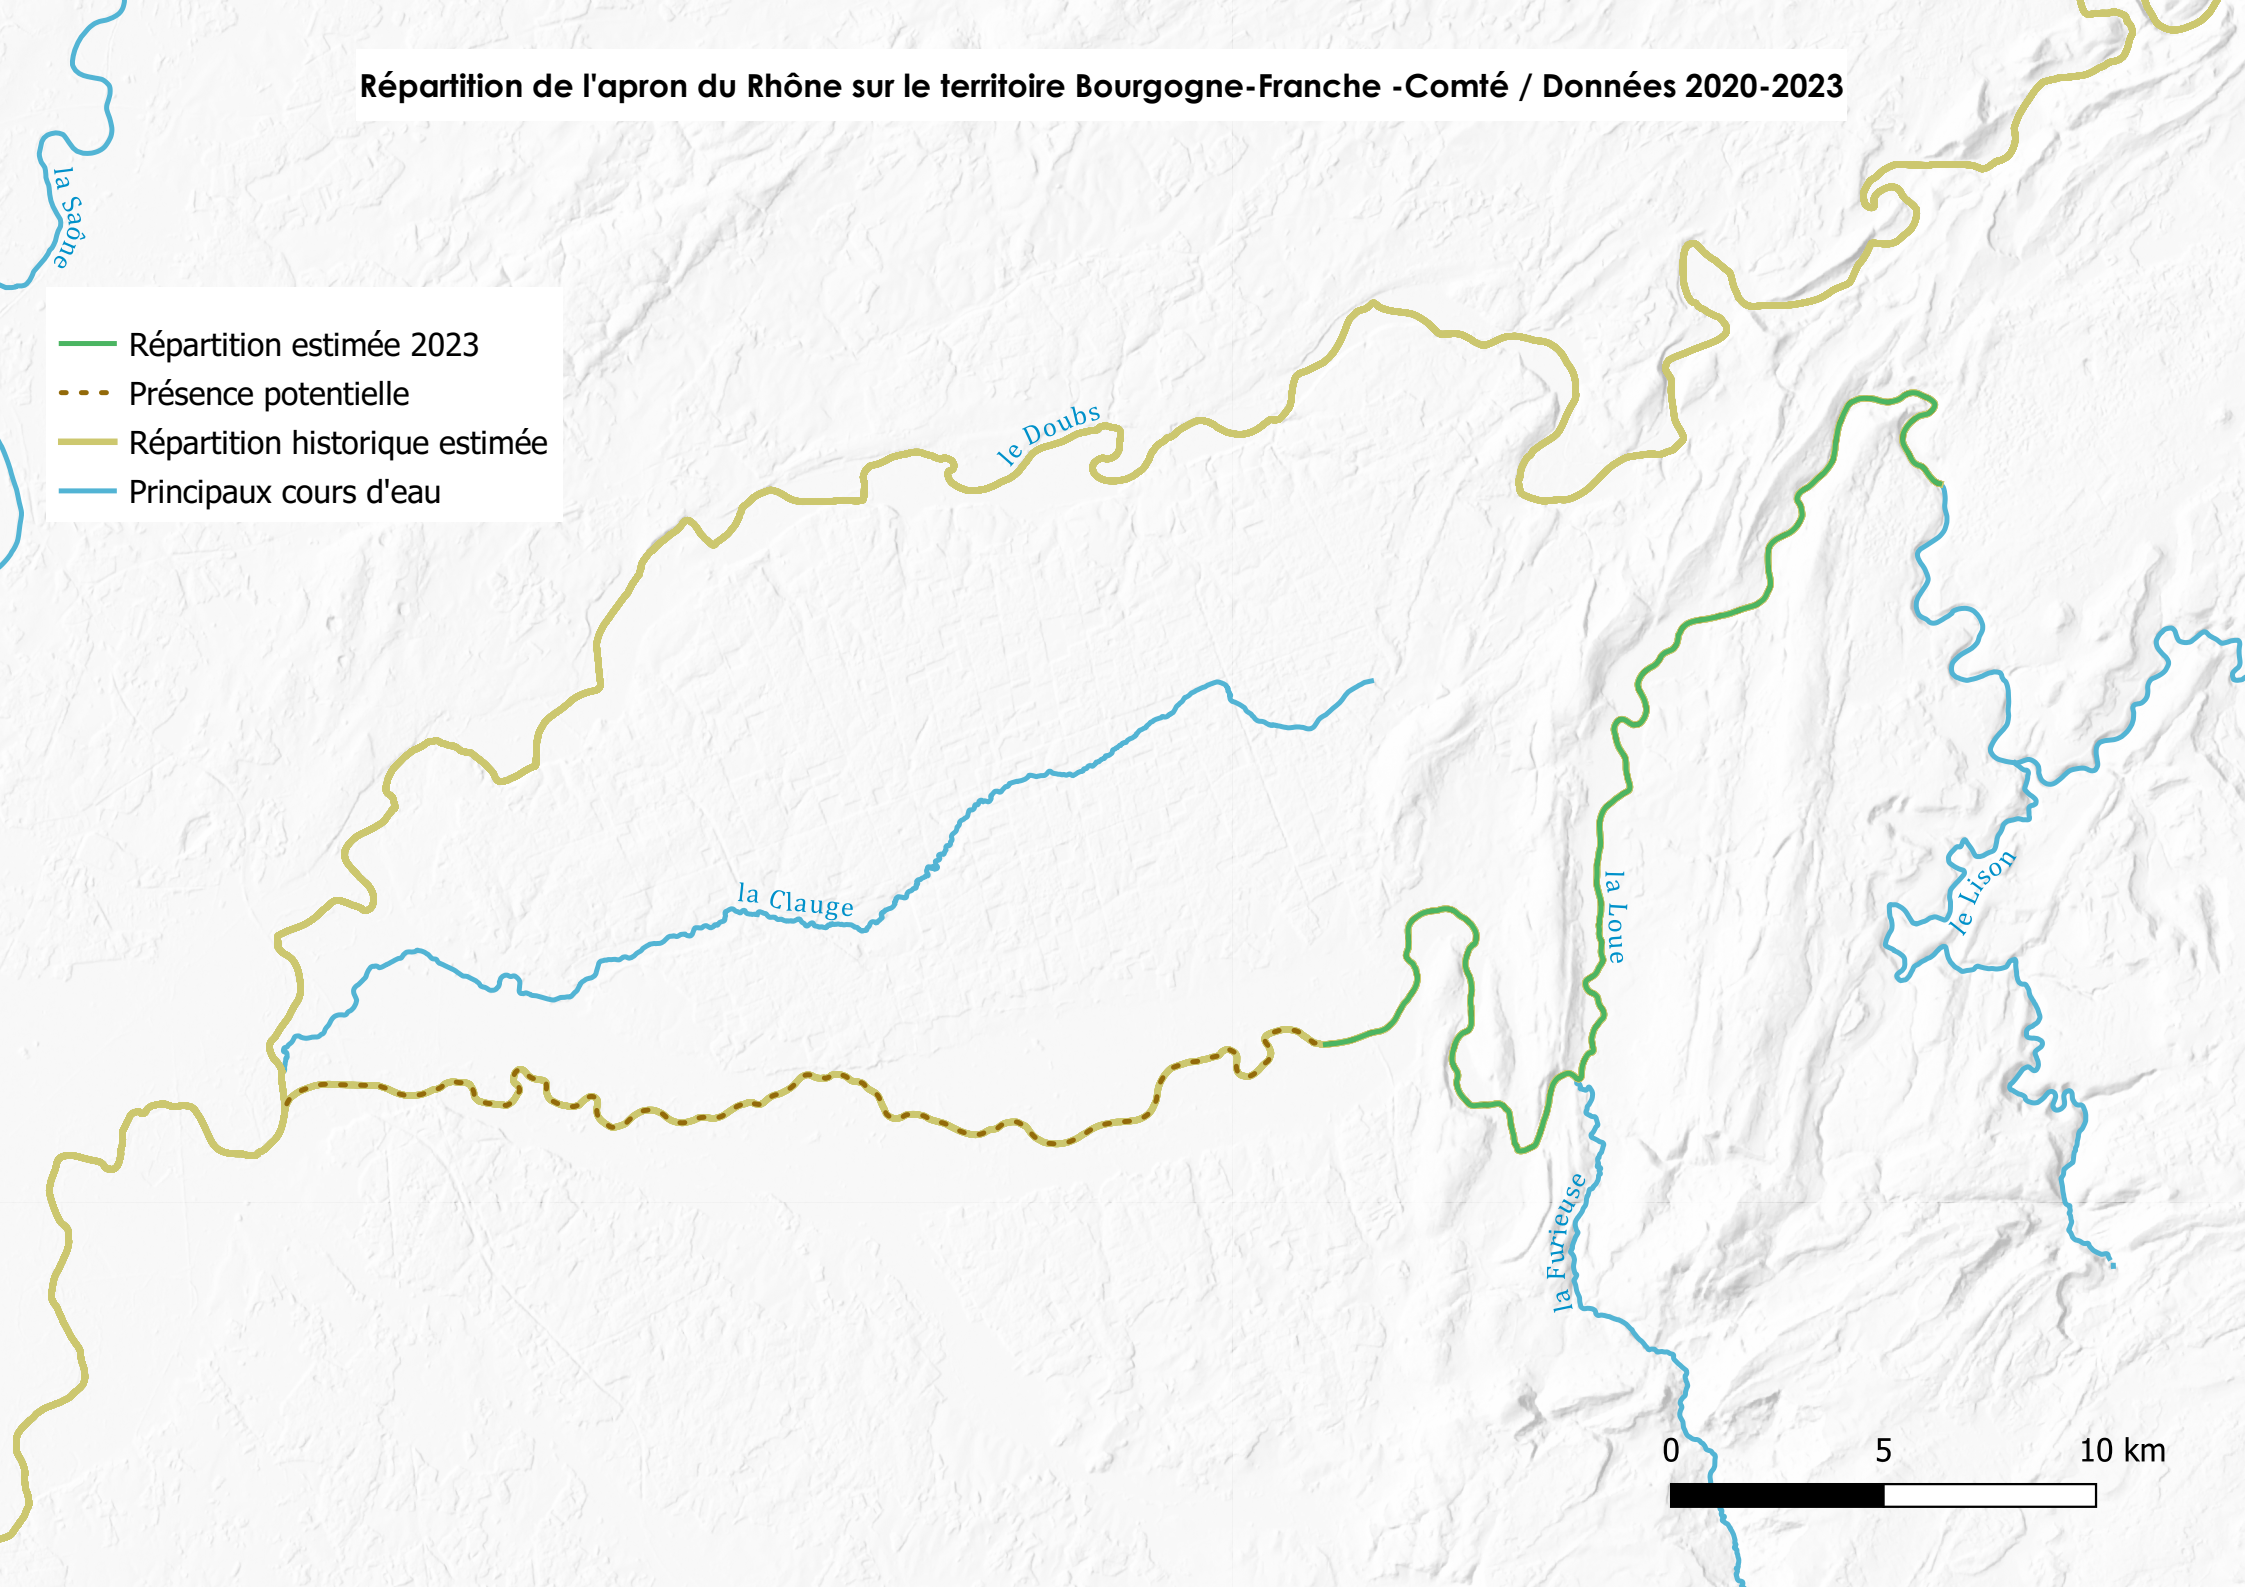 Répartition de l'apron du Rhône sur le territoire Bourgogne-Franche -Comté / Données 2020-2023
la Saône
Répartition estimée 2023
Présence potentielle
Répartition historique estimée
Principaux cours d'eau
le Doubs
la Clauge
la Loue
le Lison
la Furieuse
0 5 10 km